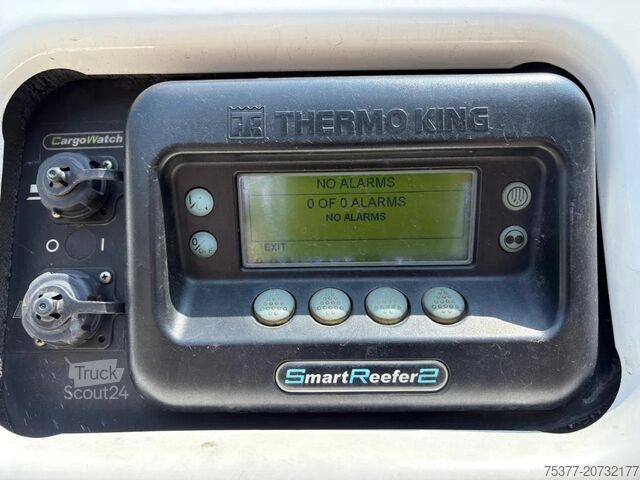 THERMO KING
CargoWatch
NO ALARMS
0 OF 0 ALARMS
NO ALARMS
EXIT
SmartReefer2
Truck
Scout24
75377-20732177